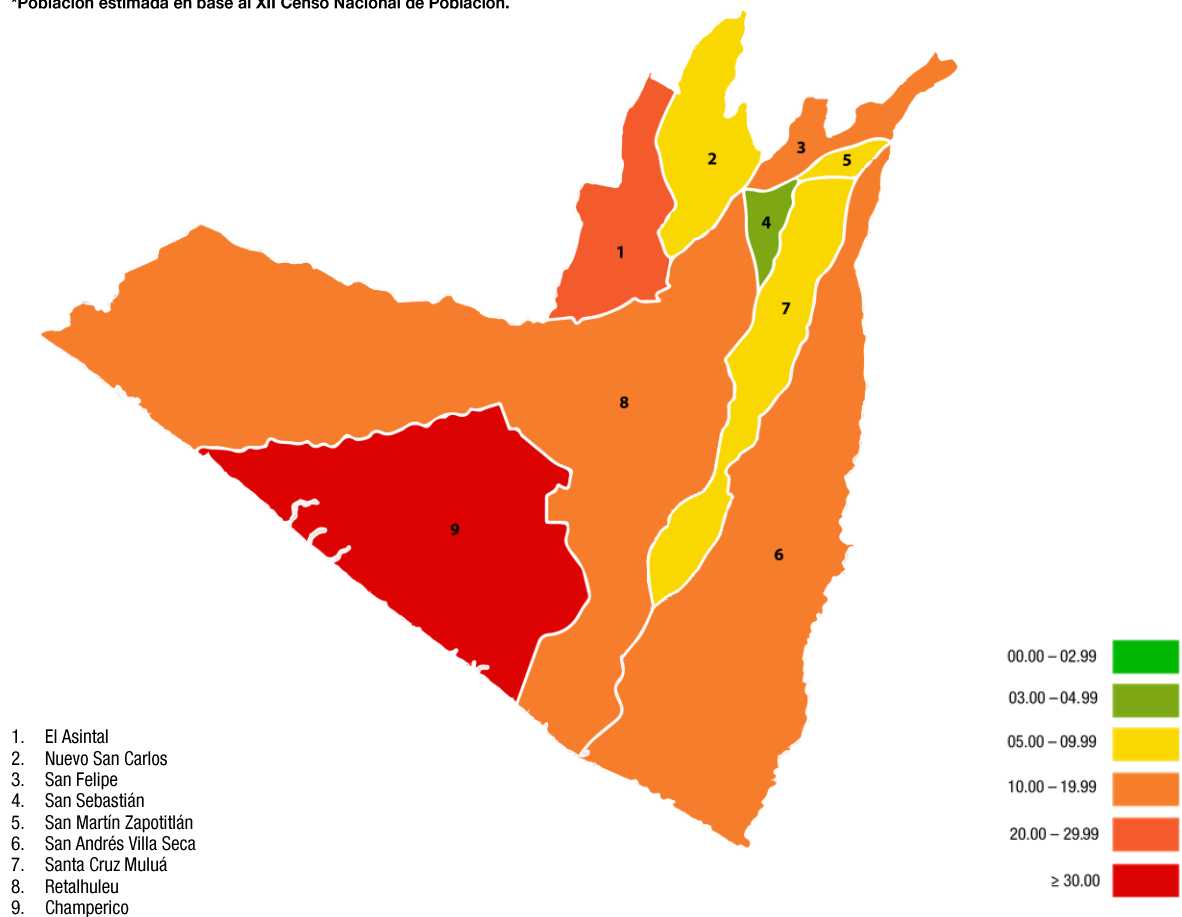 *Población estimada en base al XII Censo Nacional de Población.
2
3
5
4
1
7
8
9
6
00.00 – 02.99
03.00 – 04.99
05.00 – 09.99
10.00 – 19.99
20.00 – 29.99
≥ 30.00
1. El Asintal
2. Nuevo San Carlos
3. San Felipe
4. San Sebastián
5. San Martín Zapotitlán
6. San Andrés Villa Seca
7. Santa Cruz Muluá
8. Retalhuleu
9. Champerico